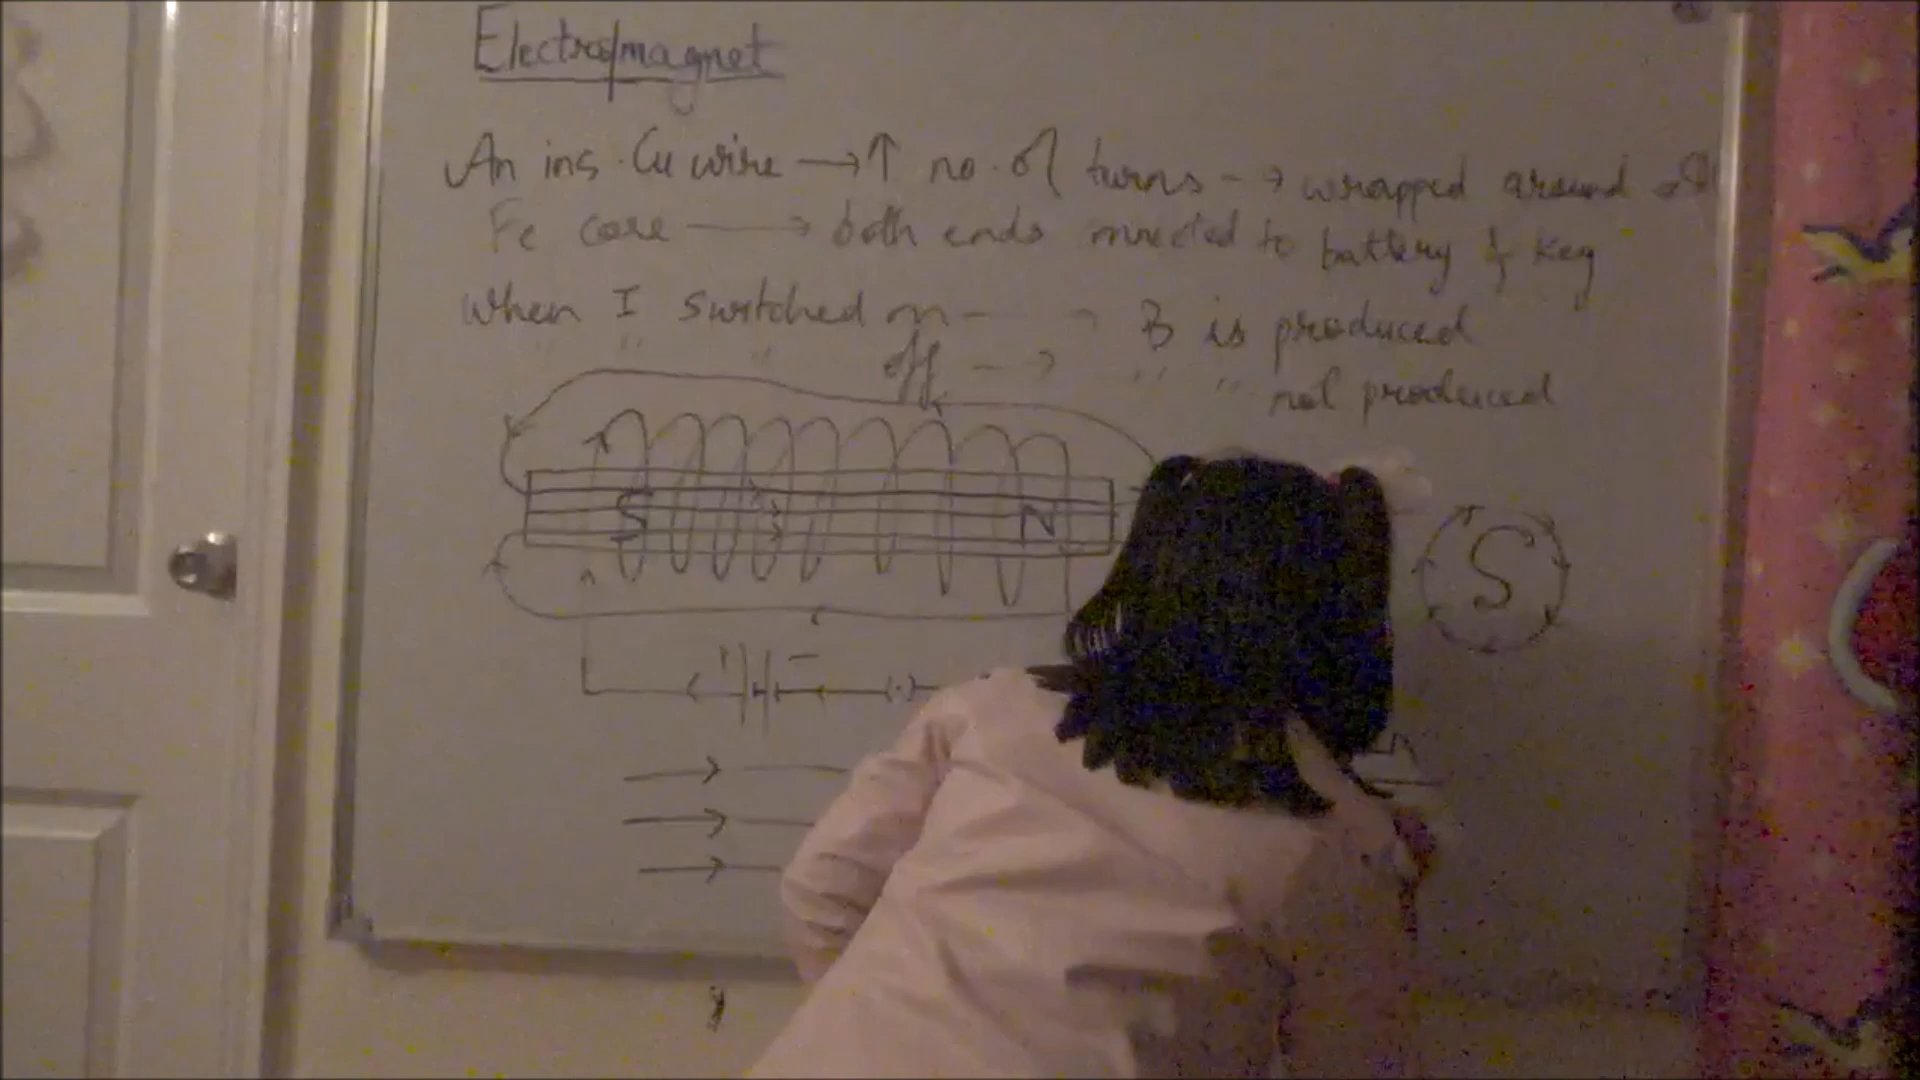 Electromagnet
An ins. Cu wire → ↑ no. of turns - → wrapped around
Fe core → both ends connected to battery & key
When I switched on - B is produced
" " " off → " " not produced
S N
S
-